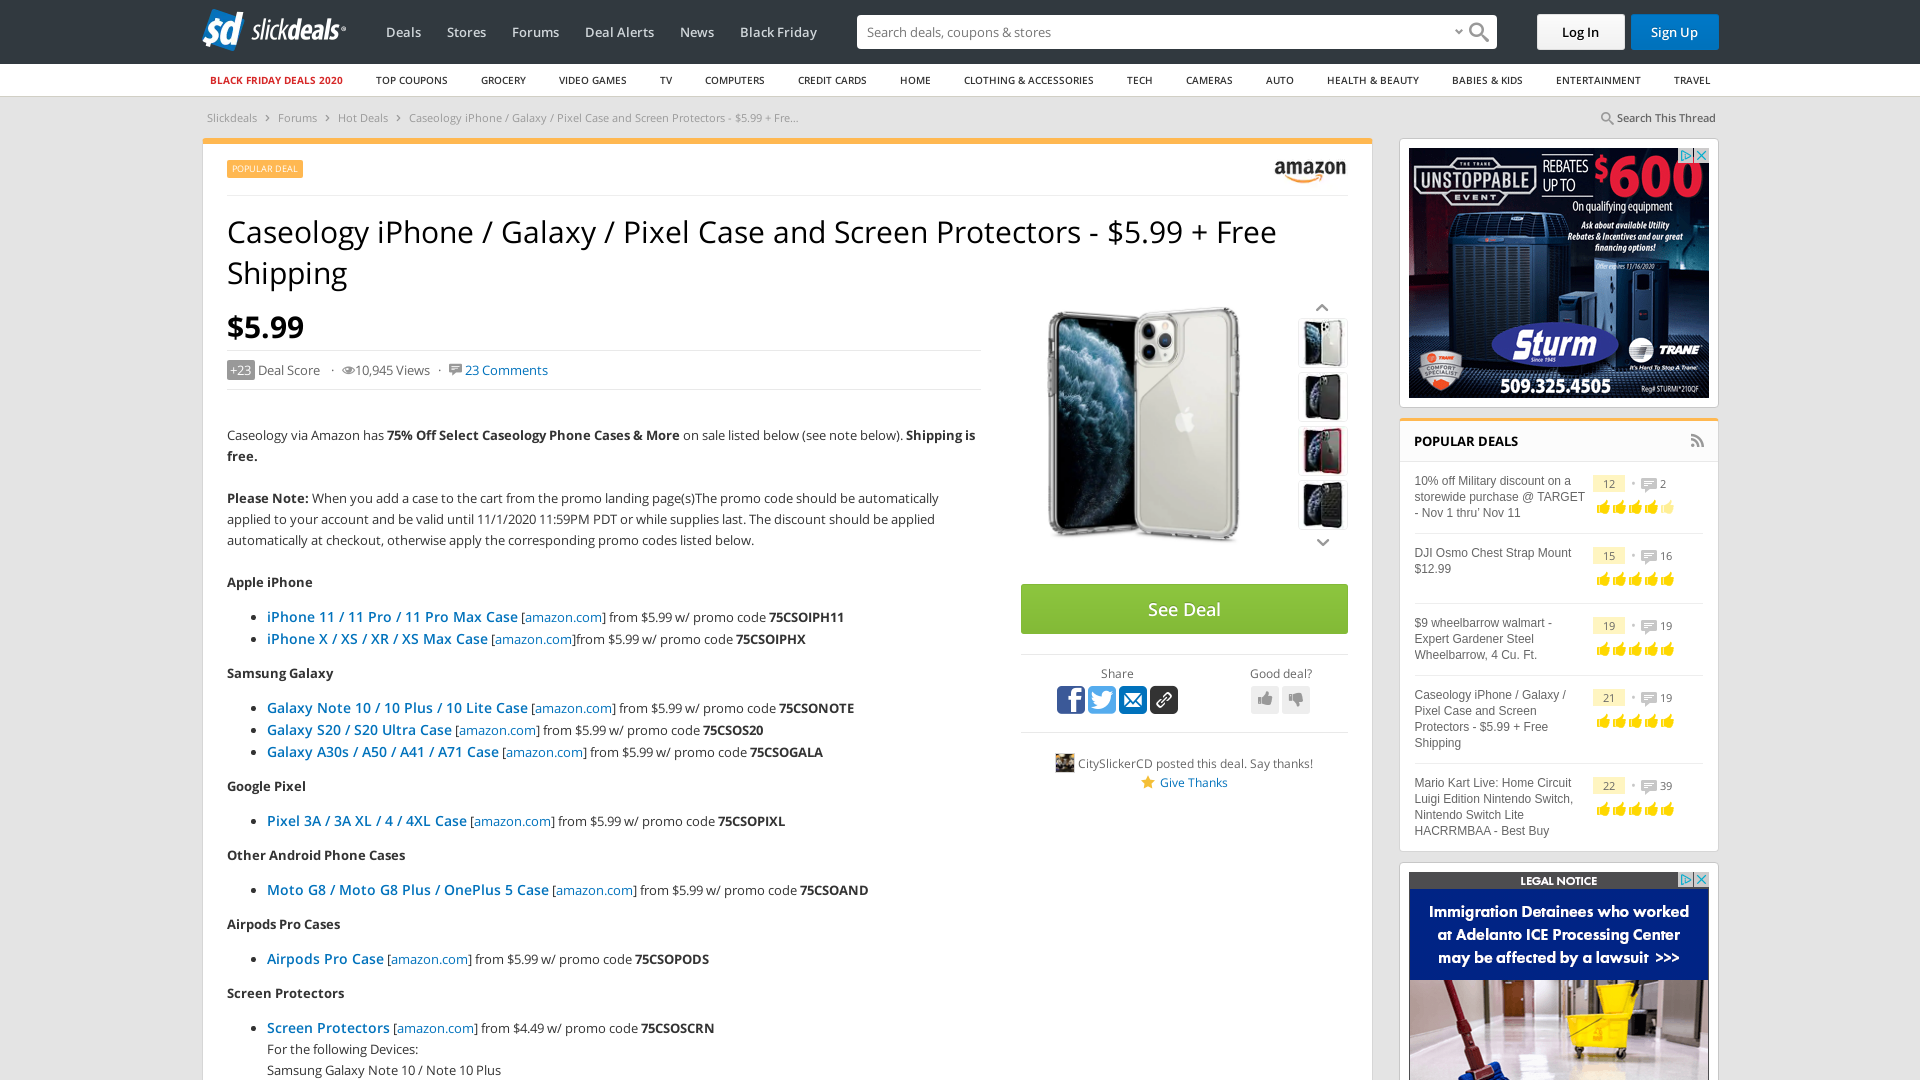 sd slickdeals
Deals Stores Forums Deal Alerts News Black Friday
Search deals, coupons & stores
Log In Sign Up
BLACK FRIDAY DEALS 2020 TOP COUPONS GROCERY VIDEO GAMES TV COMPUTERS CREDIT CARDS HOME CLOTHING & ACCESSORIES TECH CAMERAS AUTO HEALTH & BEAUTY BABIES & KIDS ENTERTAINMENT TRAVEL
Slickdeals › Forums › Hot Deals › Caseology iPhone / Galaxy / Pixel Case and Screen Protectors - $5.99 + Fre...
Search This Thread
POPULAR DEAL
amazon
Caseology iPhone / Galaxy / Pixel Case and Screen Protectors - $5.99 + Free
Shipping
$5.99
+23 Deal Score · 10,945 Views · 23 Comments
Caseology via Amazon has 75% Off Select Caseology Phone Cases & More on sale listed below (see note below). Shipping is
free.
Please Note: When you add a case to the cart from the promo landing page(s)The promo code should be automatically
applied to your account and be valid until 11/1/2020 11:59PM PDT or while supplies last. The discount should be applied
automatically at checkout, otherwise apply the corresponding promo codes listed below.
Apple iPhone
• iPhone 11 / 11 Pro / 11 Pro Max Case [amazon.com] from $5.99 w/ promo code 75CSOIPH11
• iPhone X / XS / XR / XS Max Case [amazon.com]from $5.99 w/ promo code 75CSOIPHX
Samsung Galaxy
• Galaxy Note 10 / 10 Plus / 10 Lite Case [amazon.com] from $5.99 w/ promo code 75CSONOTE
• Galaxy S20 / S20 Ultra Case [amazon.com] from $5.99 w/ promo code 75CSOS20
• Galaxy A30s / A50 / A41 / A71 Case [amazon.com] from $5.99 w/ promo code 75CSOGALA
Google Pixel
• Pixel 3A / 3A XL / 4 / 4XL Case [amazon.com] from $5.99 w/ promo code 75CSOPIXL
Other Android Phone Cases
• Moto G8 / Moto G8 Plus / OnePlus 5 Case [amazon.com] from $5.99 w/ promo code 75CSOAND
Airpods Pro Cases
• Airpods Pro Case [amazon.com] from $5.99 w/ promo code 75CSOPODS
Screen Protectors
• Screen Protectors [amazon.com] from $4.49 w/ promo code 75CSOSCRN
For the following Devices:
Samsung Galaxy Note 10 / Note 10 Plus
See Deal
Share
Good deal?
CitySlickerCD posted this deal. Say thanks!
Give Thanks
THE TRANE
UNSTOPPABLE
EVENT
REBATES
UP TO
$600
On qualifying equipment
Ask about available Utility
Rebates & Incentives and our great
financing options!
Offer expires 11/16/2020
Sturm
Since 1945
TRANE
It's Hard To Stop A Trane.
TRANE
COMFORT
SPECIALIST
509.325.4505
Reg# STURMI*210QF
POPULAR DEALS
10% off Military discount on a
storewide purchase @ TARGET
- Nov 1 thru' Nov 11
12 • 2
DJI Osmo Chest Strap Mount
$12.99
15 • 16
$9 wheelbarrow walmart -
Expert Gardener Steel
Wheelbarrow, 4 Cu. Ft.
19 • 19
Caseology iPhone / Galaxy /
Pixel Case and Screen
Protectors - $5.99 + Free
Shipping
21 • 19
Mario Kart Live: Home Circuit
Luigi Edition Nintendo Switch,
Nintendo Switch Lite
HACRRMBAA - Best Buy
22 • 39
LEGAL NOTICE
Immigration Detainees who worked
at Adelanto ICE Processing Center
may be affected by a lawsuit >>>